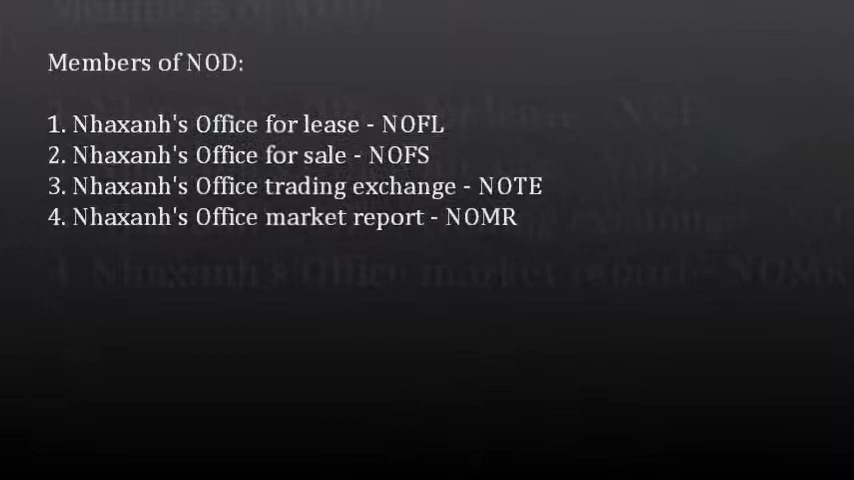 Members of NOD:
1. Nhaxanh's Office for lease - NOFL
2. Nhaxanh's Office for sale - NOFS
3. Nhaxanh's Office trading exchange - NOTE
4. Nhaxanh's Office market report - NOMR